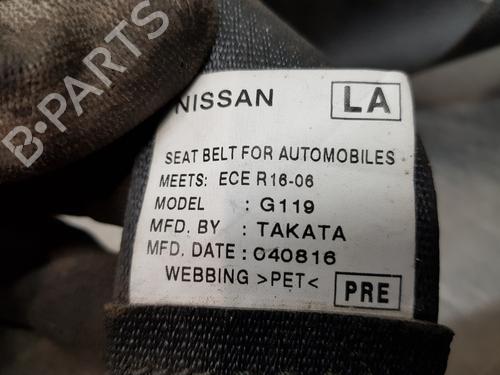 B-PARTS
NISSAN
LA
SEAT BELT FOR AUTOMOBILES
MEETS: ECE R16-06
MODEL : G119
MFD. BY : TAKATA
MFD. DATE : 040816
WEBBING >PET<
PRE